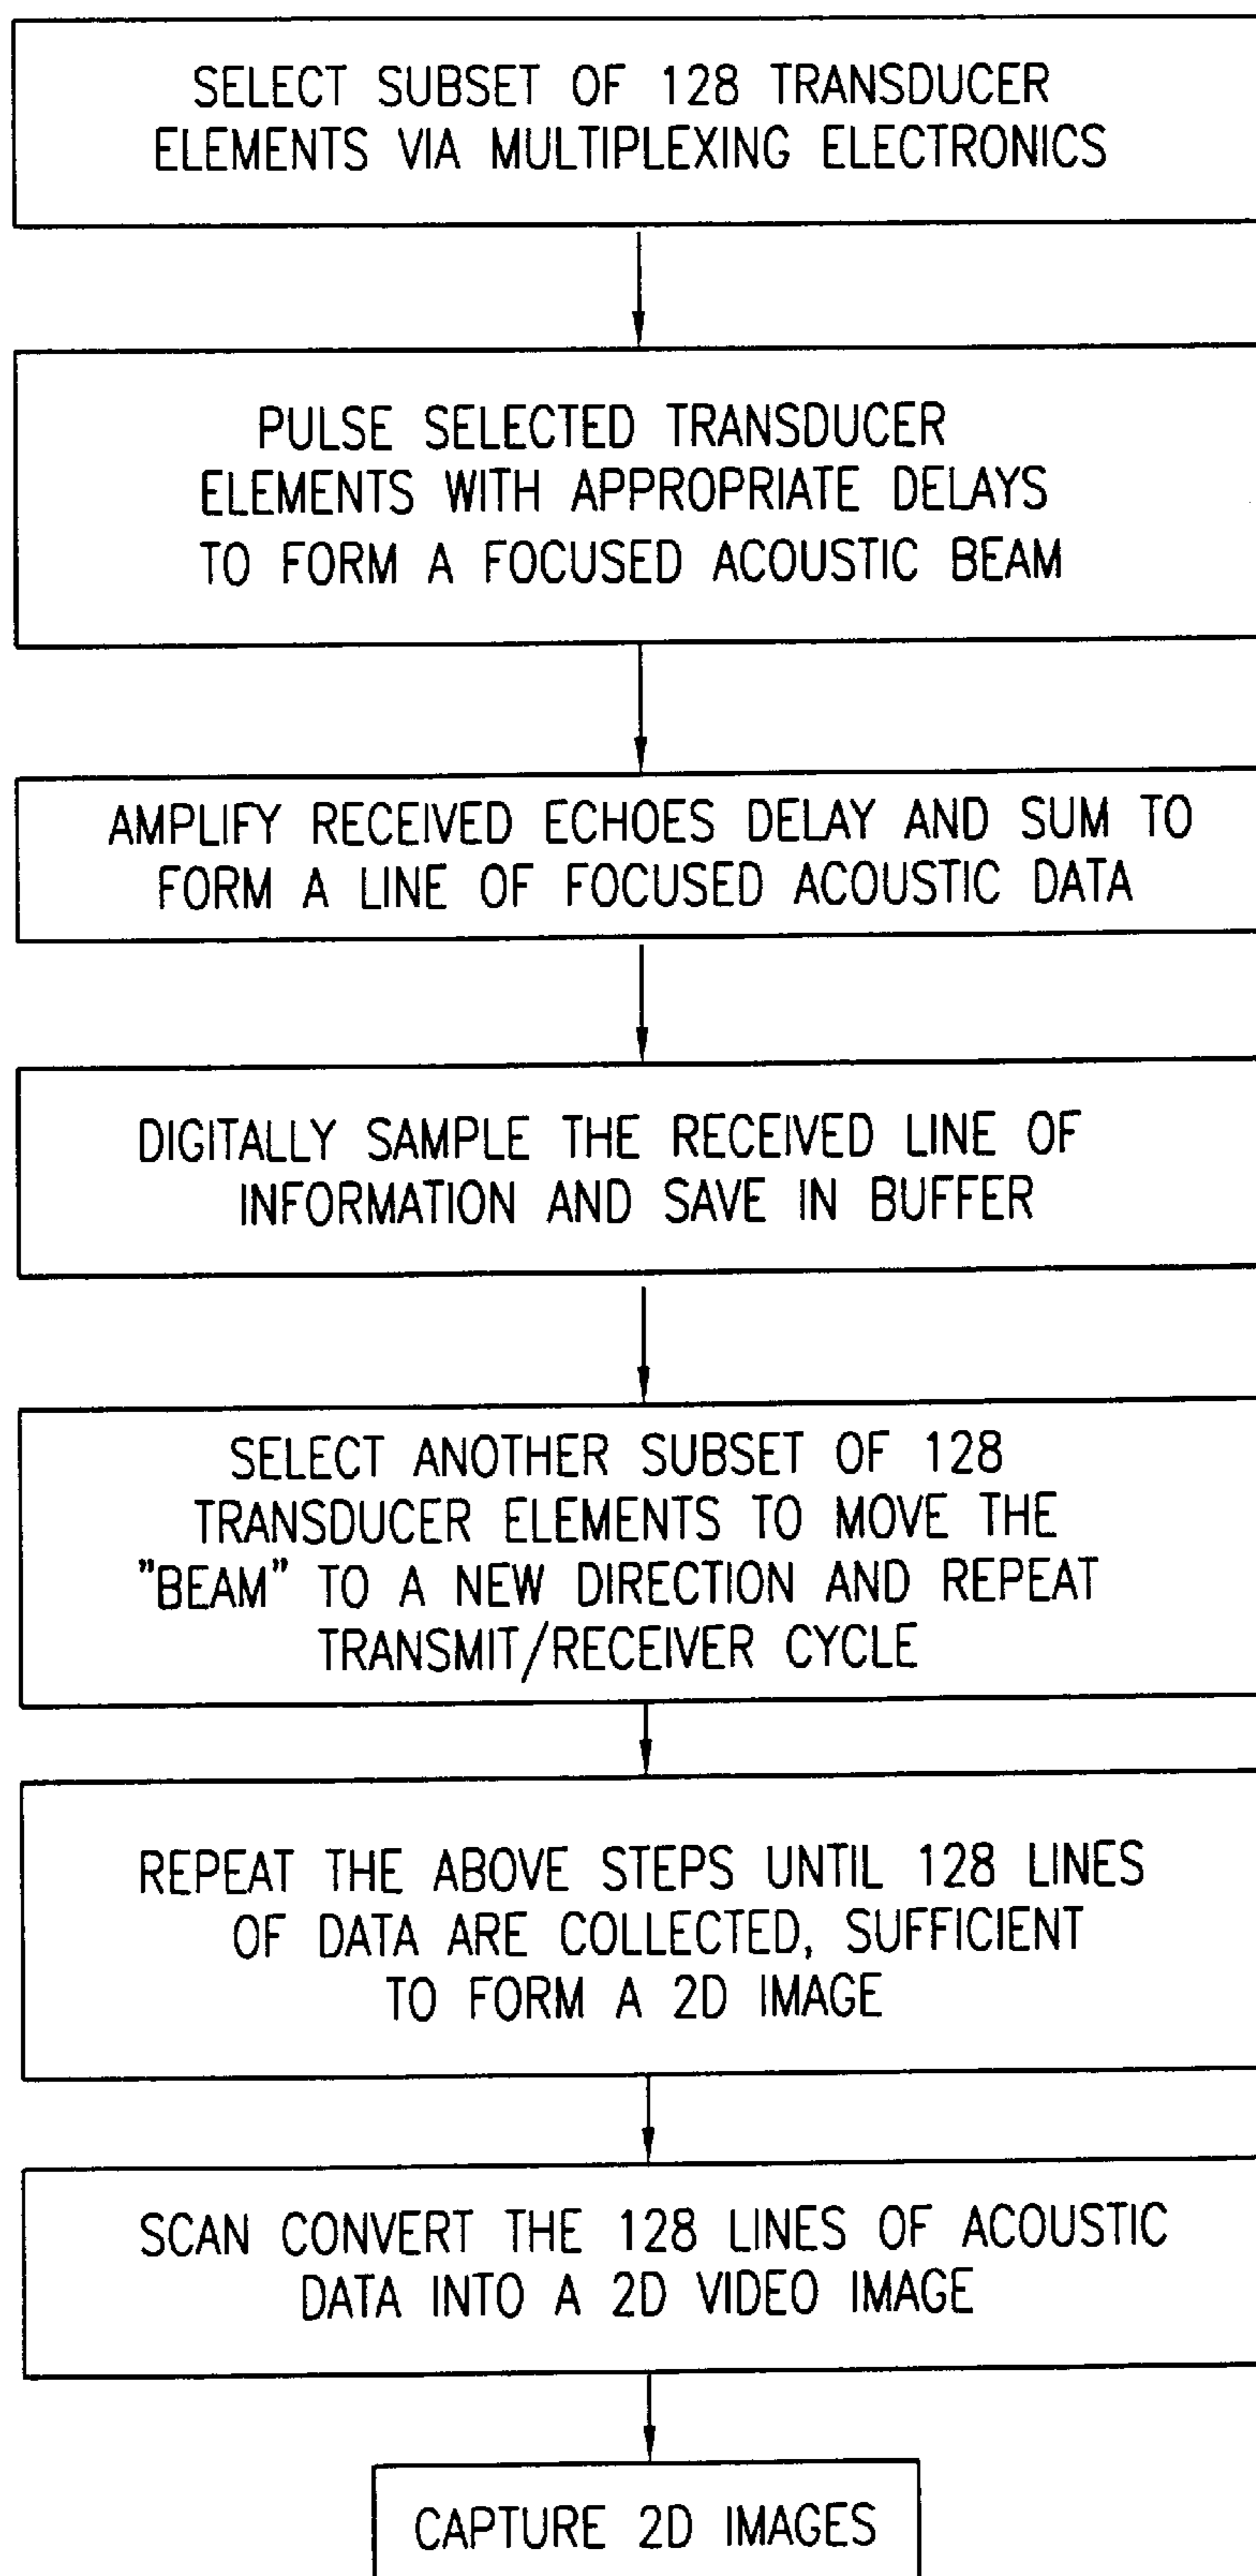 SELECT SUBSET OF 128 TRANSDUCER
ELEMENTS VIA MULTIPLEXING ELECTRONICS
PULSE SELECTED TRANSDUCER
ELEMENTS WITH APPROPRIATE DELAYS
TO FORM A FOCUSED ACOUSTIC BEAM
AMPLIFY RECEIVED ECHOES DELAY AND SUM TO
FORM A LINE OF FOCUSED ACOUSTIC DATA
DIGITALLY SAMPLE THE RECEIVED LINE OF
INFORMATION AND SAVE IN BUFFER
SELECT ANOTHER SUBSET OF 128
TRANSDUCER ELEMENTS TO MOVE THE
"BEAM" TO A NEW DIRECTION AND REPEAT
TRANSMIT/RECEIVER CYCLE
REPEAT THE ABOVE STEPS UNTIL 128 LINES
OF DATA ARE COLLECTED, SUFFICIENT
TO FORM A 2D IMAGE
SCAN CONVERT THE 128 LINES OF ACOUSTIC
DATA INTO A 2D VIDEO IMAGE
CAPTURE 2D IMAGES